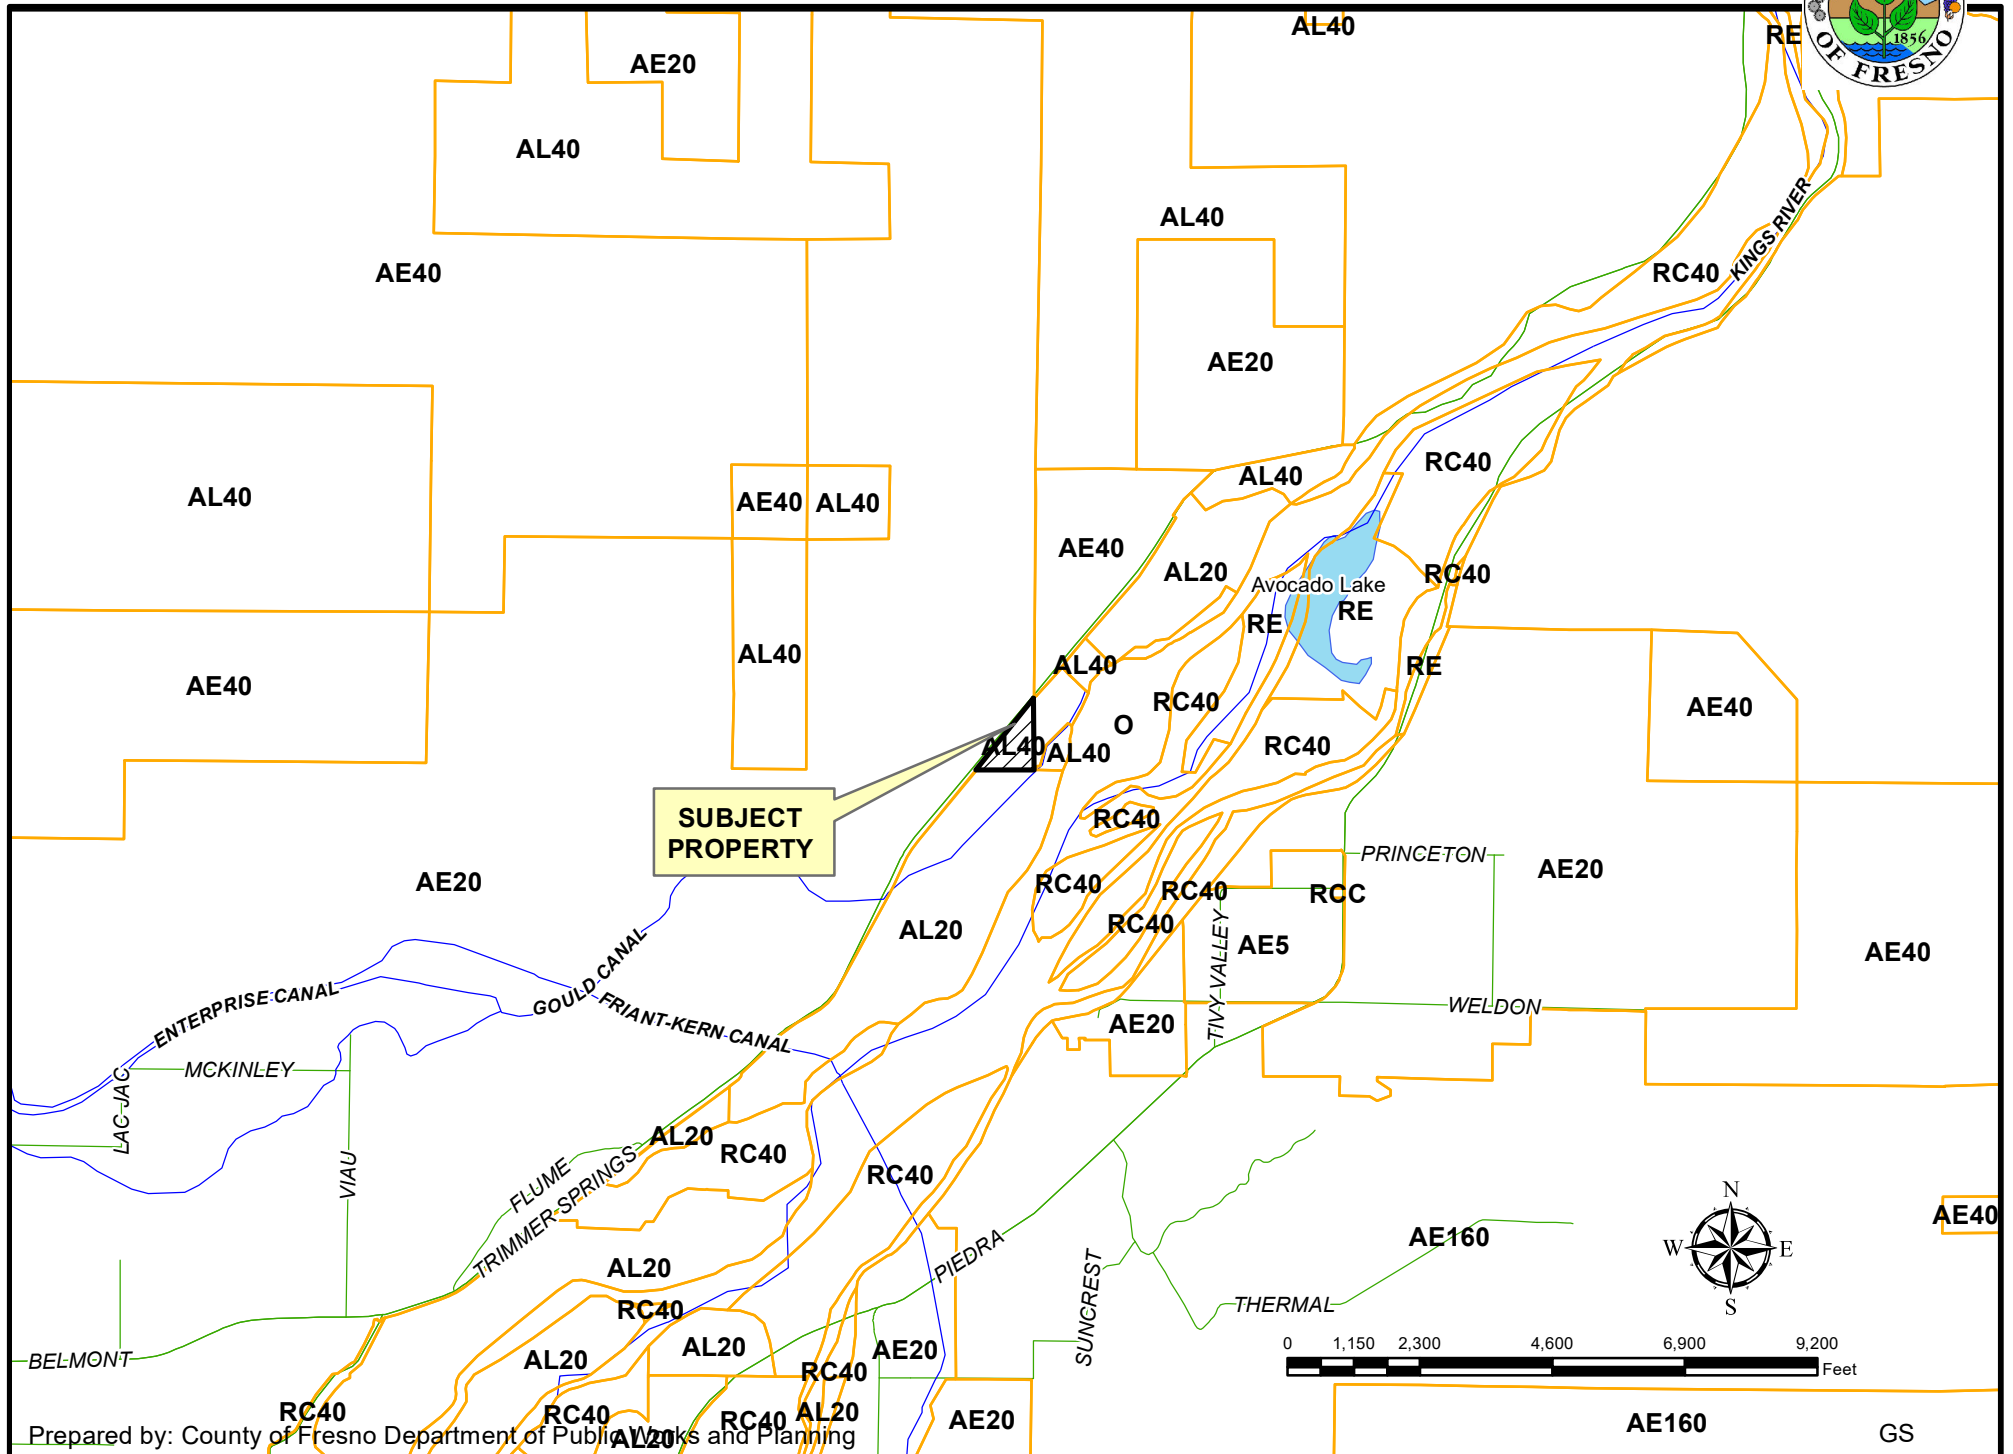 AL40
RE
1856
OF FRESNO
AE20
AL40
AL40
AE40
RC40
KINGS RIVER
AE20
AL40
RC40
AL40
AE40
AL40
AE40
AL20
RC40
Avocado Lake
RE
RE
AL40
AL40
RE
AE40
RC40
AE40
O
AL40
AL40
RC40
SUBJECT
PROPERTY
RC40
PRINCETON
AE20
AE20
RC40
RC40
RCC
RC40
AL20
TIVY VALLEY
AE5
AE40
ENTERPRISE CANAL
GOULD CANAL
FRIANT-KERN CANAL
WELDON
AE20
MCKINLEY
LAC JAC
VIAU
FLUME
TRIMMER SPRINGS
AL20
RC40
RC40
N
W
E
S
AE40
AE160
PIEDRA
SUNCREST
THERMAL
AL20
RC40
AL20
AE20
AL20
RC40
0 1,150 2,300 4,600 6,900 9,200
Feet
BELMONT
RC40
RC40
AL20
RC40
AL20
AE20
AE160
Prepared by: County of Fresno Department of Public Works and Planning
GS